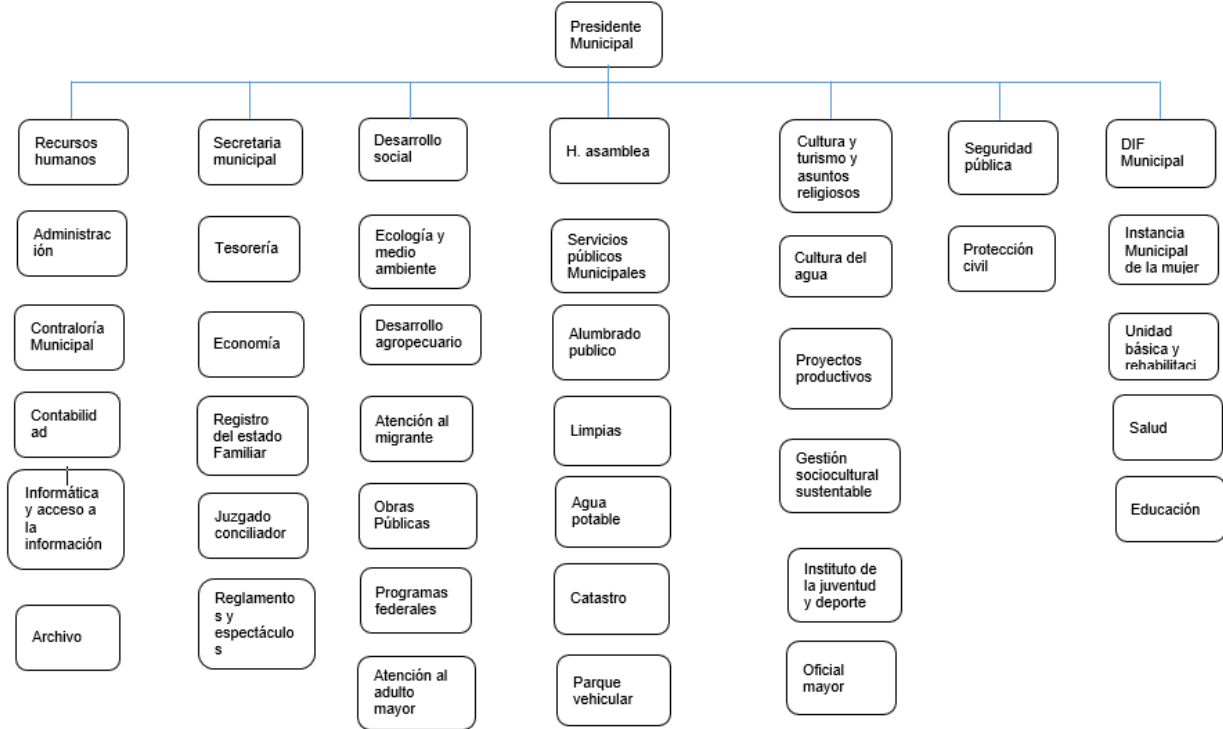 Presidente
Municipal
Recursos
humanos
Administrac
ión
Contraloría
Municipal
Contabilid
ad
Informática
y acceso a
la
información
Archivo
Secretaria
municipal
Tesorería
Economía
Registro
del estado
Familiar
Juzgado
conciliador
Reglamento
s y
espectáculo
s
Desarrollo
social
Ecología y
medio
ambiente
Desarrollo
agropecuario
Atención al
migrante
Obras
Públicas
Programas
federales
Atención al
adulto
mayor
H. asamblea
Servicios
públicos
Municipales
Alumbrado
publico
Limpias
Agua
potable
Catastro
Parque
vehicular
Cultura y
turismo y
asuntos
religiosos
Cultura del
agua
Proyectos
productivos
Gestión
sociocultural
sustentable
Instituto de
la juventud
y deporte
Oficial
mayor
Seguridad
pública
Protección
civil
DIF
Municipal
Instancia
Municipal
de la mujer
Unidad
básica y
rehabilitaci
Salud
Educación